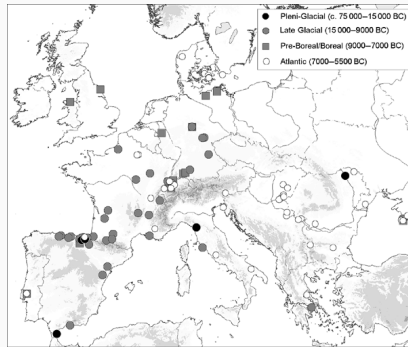 Pleni-Glacial (c. 75 000–15 000 BC)
Late Glacial (15 000–9000 BC)
Pre-Boreal/Boreal (9000–7000 BC)
Atlantic (7000–5500 BC)